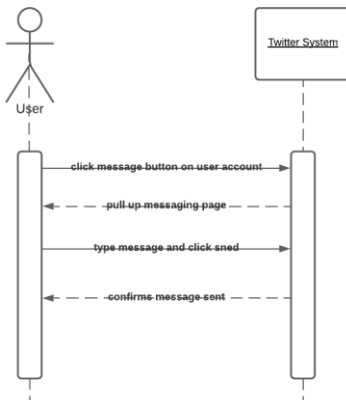 Twitter System
User
click message button on user account
pull up messaging page
type message and click sned
confirms message sent